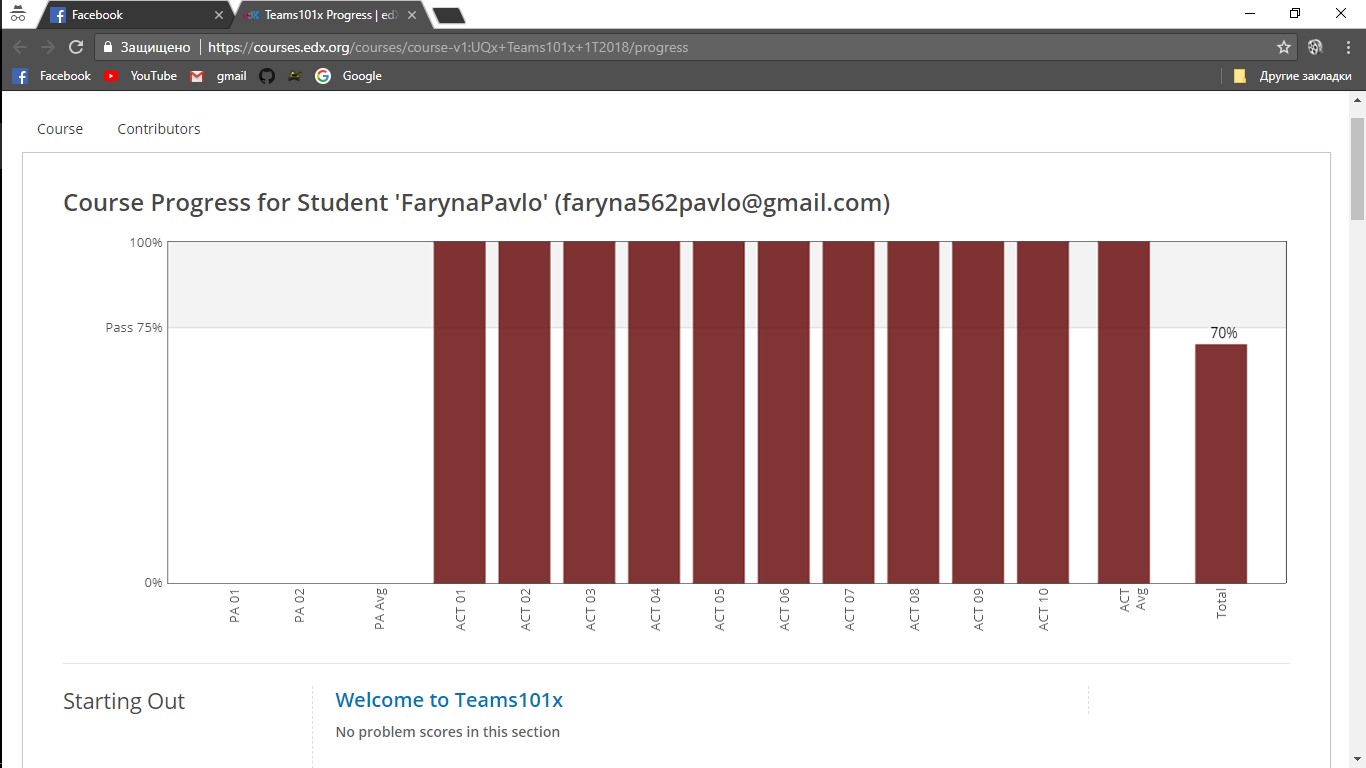 Facebook
Teams101x Progress | ed
Защищено
https://courses.edx.org/courses/course-v1:UQx+Teams101x+1T2018/progress
Facebook YouTube gmail Google Другие закладки
Course Contributors
Course Progress for Student 'FarynaPavlo' (faryna562pavlo@gmail.com)
100%
Pass 75%
70%
0%
PA 01
PA 02
PA Avg
ACT 01
ACT 02
ACT 03
ACT 04
ACT 05
ACT 06
ACT 07
ACT 08
ACT 09
ACT 10
ACT
Avg
Total
Starting Out
Welcome to Teams101x
No problem scores in this section